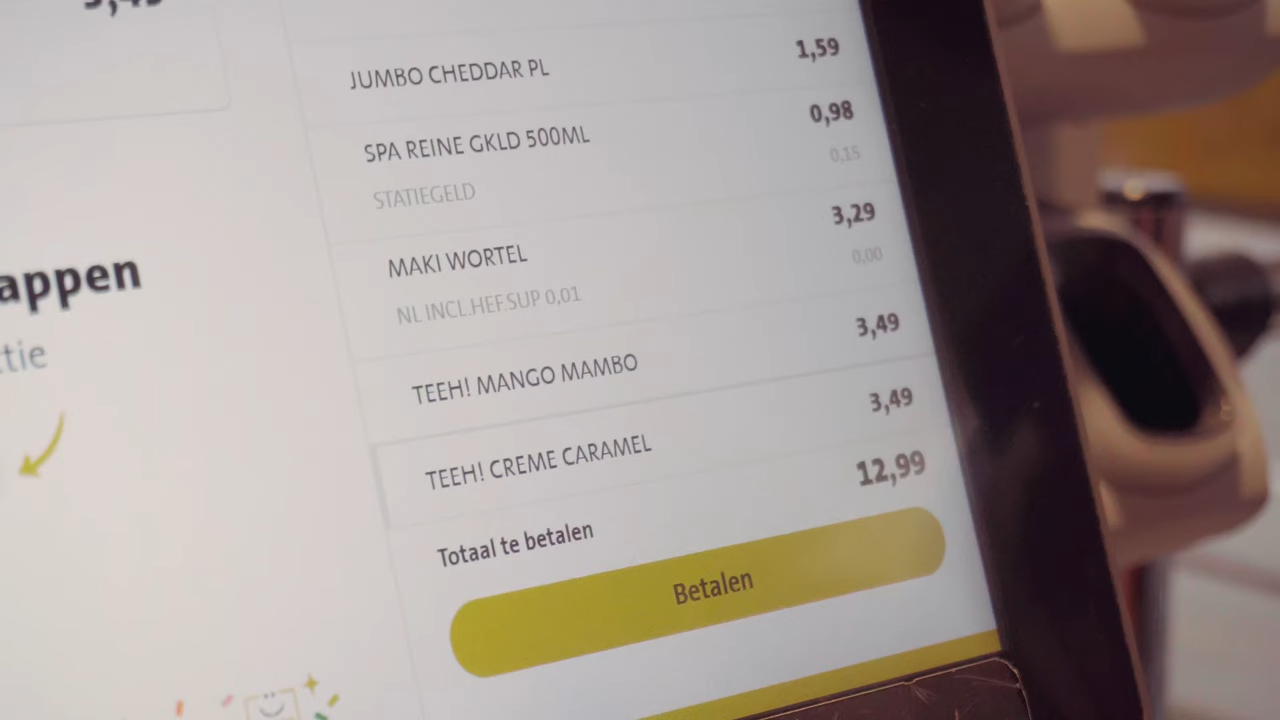 3,49
JUMBO CHEDDAR PL 1,59
SPA REINE GKLD 500ML 0,98
STATIEGELD 0,15
MAKI WORTEL 3,29
NL INCL.HEF.SUP 0,01 0,00
TEEH! MANGO MAMBO 3,49
TEEH! CREME CARAMEL 3,49
Totaal te betalen 12,99
Betalen
appen
tie